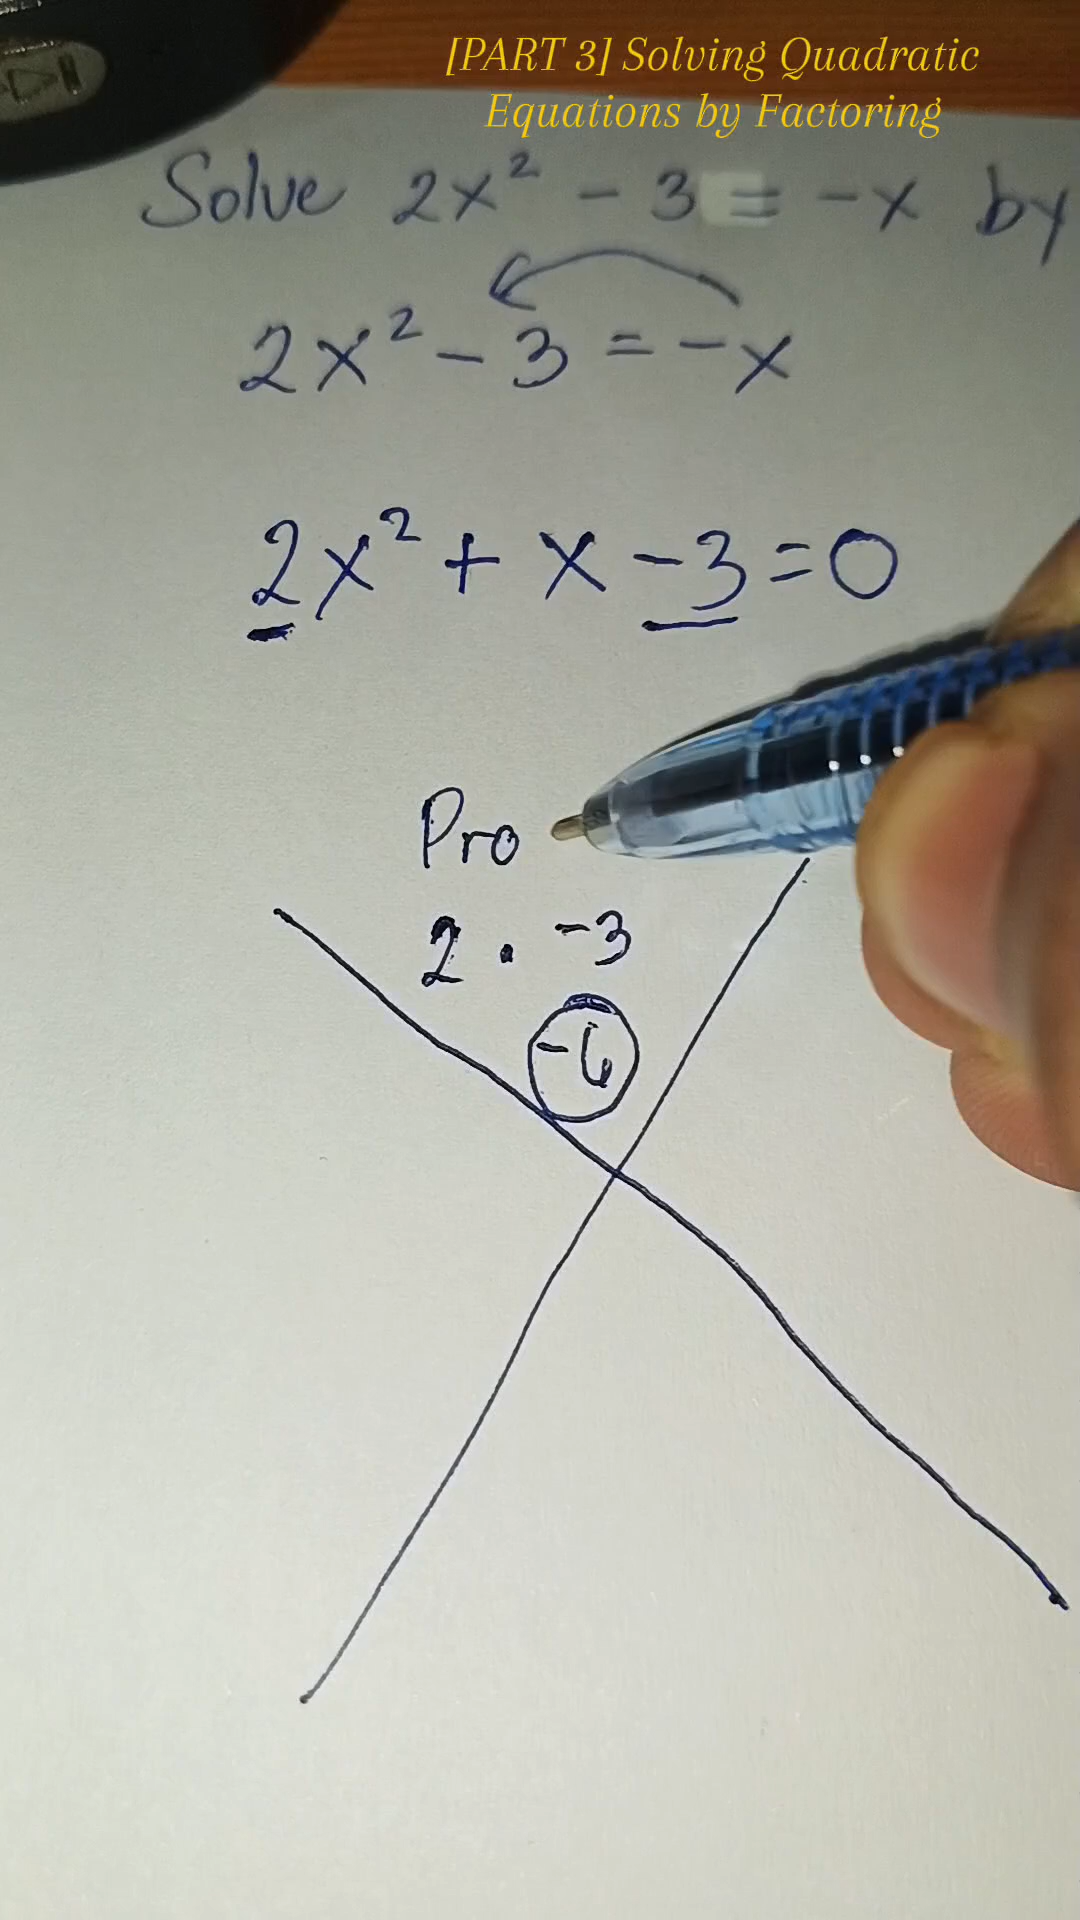 [PART 3] Solving Quadratic
Equations by Factoring
Solve 2x² - 3 = -x by
2x² - 3 = -x
2x² + x - 3 = 0
Pro
2 · -3
-6